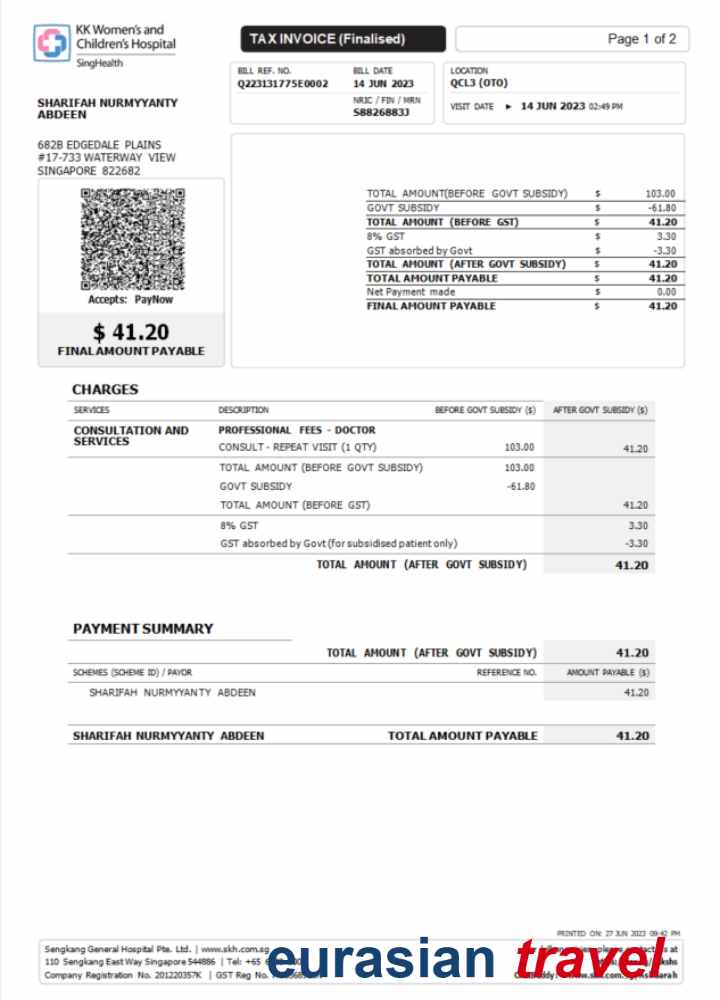 KK Women's and
Children's Hospital
SingHealth
TAX INVOICE (Finalised)
Page 1 of 2
BILL REF. NO. BILL DATE LOCATION
Q223131775E0002 14 JUN 2023 QCL3 (OTO)
NRIC / FIN / MRN
S8826883J
VISIT DATE ► 14 JUN 2023 02:49 PM
SHARIFAH NURMYYANTY
ABDEEN
682B EDGEDALE PLAINS
#17-733 WATERWAY VIEW
SINGAPORE 822682
Accepts: PayNow
$ 41.20
FINAL AMOUNT PAYABLE
TOTAL AMOUNT(BEFORE GOVT SUBSIDY) $ 103.00
GOVT SUBSIDY $ -61.80
TOTAL AMOUNT (BEFORE GST) $ 41.20
8% GST $ 3.30
GST absorbed by Govt $ -3.30
TOTAL AMOUNT (AFTER GOVT SUBSIDY) $ 41.20
TOTAL AMOUNT PAYABLE $ 41.20
Net Payment made $ 0.00
FINAL AMOUNT PAYABLE $ 41.20
CHARGES
SERVICES DESCRIPTION BEFORE GOVT SUBSIDY ($) AFTER GOVT SUBSIDY ($)
CONSULTATION AND
SERVICES
PROFESSIONAL FEES - DOCTOR
CONSULT - REPEAT VISIT (1 QTY) 103.00 41.20
TOTAL AMOUNT (BEFORE GOVT SUBSIDY) 103.00
GOVT SUBSIDY -61.80
TOTAL AMOUNT (BEFORE GST) 41.20
8% GST 3.30
GST absorbed by Govt (for subsidised patient only) -3.30
TOTAL AMOUNT (AFTER GOVT SUBSIDY) 41.20
PAYMENT SUMMARY
TOTAL AMOUNT (AFTER GOVT SUBSIDY) 41.20
SCHEMES (SCHEME ID) / PAYOR REFERENCE NO. AMOUNT PAYABLE ($)
SHARIFAH NURMYYANTY ABDEEN 41.20
SHARIFAH NURMYYANTY ABDEEN TOTAL AMOUNT PAYABLE 41.20
PRINTED ON: 27 JUN 2023 09:42 PM
Sengkang General Hospital Pte. Ltd. | www.skh.com.sg
110 Sengkang East Way Singapore 544886 | Tel: +65
Company Registration No. 201220357K | GST Reg No.
eurasian travel